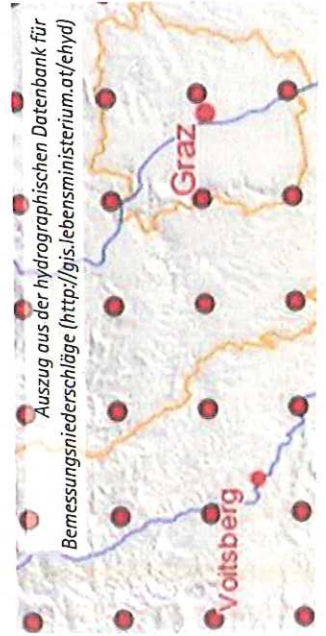 Auszug aus der hydrographischen Datenbank für
Bemessungsniederschläge (http://gis.lebensministerium.at/ehyd)
Graz
Voitsberg